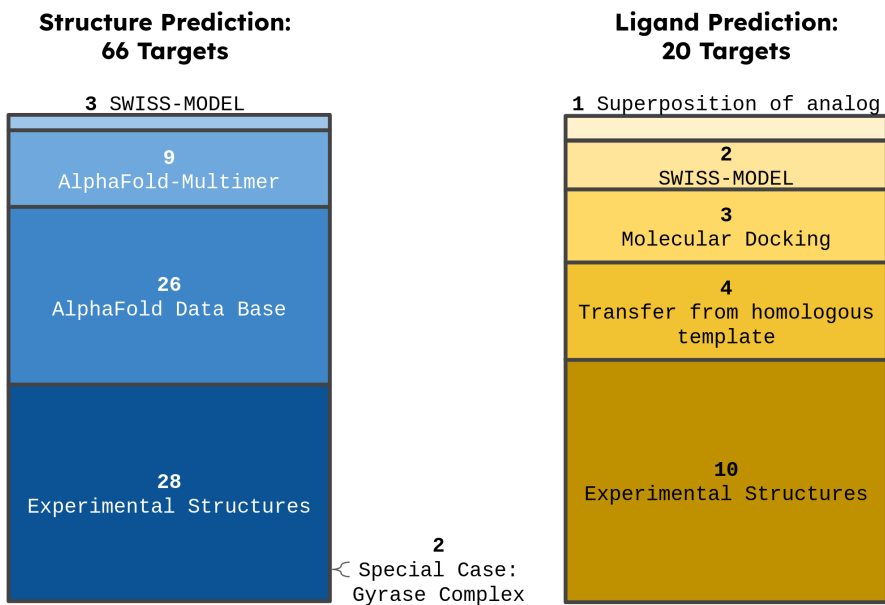 Structure Prediction:
66 Targets
3 SWISS-MODEL
9
AlphaFold-Multimer
26
AlphaFold Data Base
28
Experimental Structures
2
Special Case:
Gyrase Complex
Ligand Prediction:
20 Targets
1 Superposition of analog
2
SWISS-MODEL
3
Molecular Docking
4
Transfer from homologous
template
10
Experimental Structures